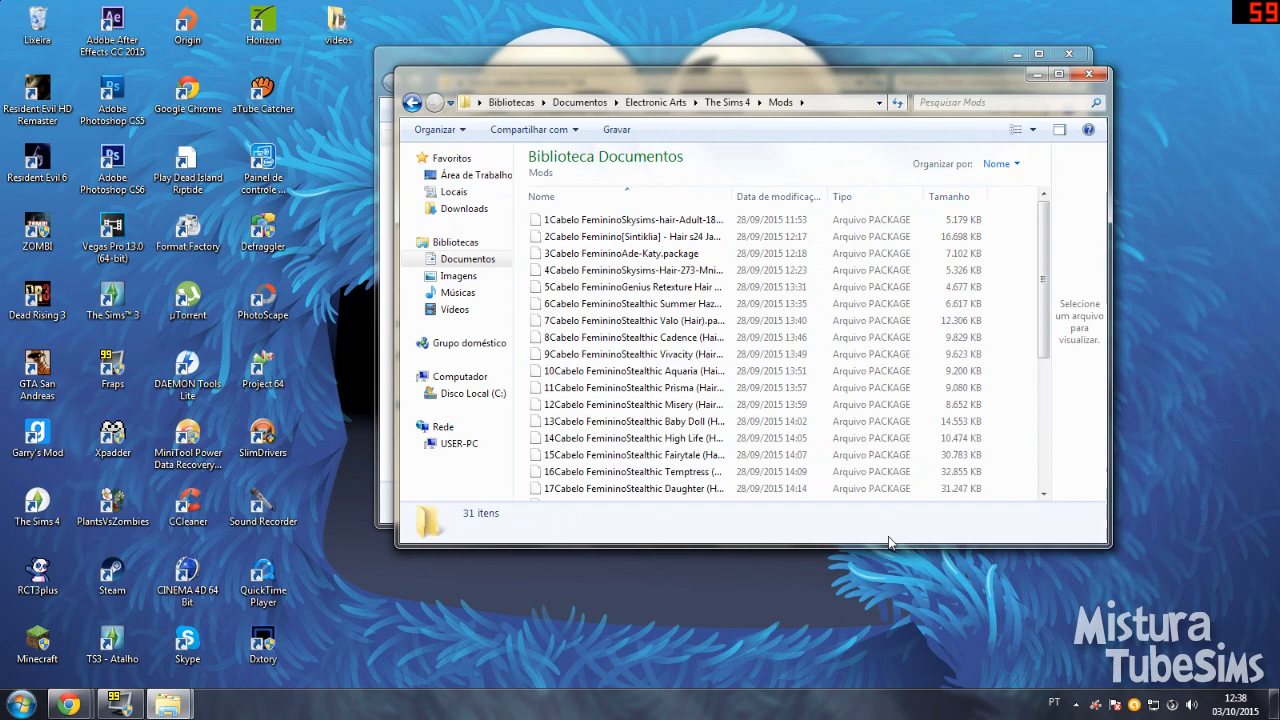 59
Lixeira
Adobe After
Effects CC 2015
Origin
Horizon
videos
Resident Evil HD
Remaster
Adobe
Photoshop CS5
Google Chrome
aTube Catcher
Resident Evil 6
Adobe
Photoshop CS6
Play Dead Island
Riptide
Painel de
controle ...
ZOMBI
Vegas Pro 13.0
(64-bit)
Format Factory
Defraggler
Dead Rising 3
The Sims™ 3
µTorrent
PhotoScape
GTA San
Andreas
Fraps
DAEMON Tools
Lite
Project 64
Garry's Mod
Xpadder
MiniTool Power
Data Recovery...
SlimDrivers
The Sims 4
PlantsVsZombies
CCleaner
Sound Recorder
RCT3plus
Steam
CINEMA 4D 64
Bit
QuickTime
Player
Minecraft
TS3 - Atalho
Skype
Dxtory
Bibliotecas
Documentos
Electronic Arts
The Sims 4
Mods
Pesquisar Mods
Organizar
Compartilhar com
Gravar
Favoritos
Área de Trabalho
Locais
Downloads
Bibliotecas
Documentos
Imagens
Músicas
Vídeos
Grupo doméstico
Computador
Disco Local (C:)
Rede
USER-PC
Biblioteca Documentos
Mods
Organizar por: Nome
Nome Data de modificaç... Tipo Tamanho
1Cabelo FemininoSkysims-hair-Adult-18... 28/09/2015 11:53 Arquivo PACKAGE 5.179 KB
2Cabelo Feminino[Sintiklia] - Hair s24 Ja... 28/09/2015 12:17 Arquivo PACKAGE 16.698 KB
3Cabelo FemininoAde-Katy.package 28/09/2015 12:18 Arquivo PACKAGE 7.102 KB
4Cabelo FemininoSkysims-Hair-273-Mni... 28/09/2015 12:23 Arquivo PACKAGE 5.326 KB
5Cabelo FemininoGenius Retexture Hair ... 28/09/2015 13:31 Arquivo PACKAGE 4.677 KB
6Cabelo FemininoStealthic Summer Haz... 28/09/2015 13:35 Arquivo PACKAGE 6.617 KB
7Cabelo FemininoStealthic Valo (Hair).pa... 28/09/2015 13:40 Arquivo PACKAGE 12.306 KB
8Cabelo FemininoStealthic Cadence (Hai... 28/09/2015 13:46 Arquivo PACKAGE 9.829 KB
9Cabelo FemininoStealthic Vivacity (Hair... 28/09/2015 13:49 Arquivo PACKAGE 9.623 KB
10Cabelo FemininoStealthic Aquaria (Hair... 28/09/2015 13:51 Arquivo PACKAGE 9.200 KB
11Cabelo FemininoStealthic Prisma (Hair... 28/09/2015 13:57 Arquivo PACKAGE 9.080 KB
12Cabelo FemininoStealthic Misery (Hair... 28/09/2015 13:59 Arquivo PACKAGE 8.652 KB
13Cabelo FemininoStealthic Baby Doll (H... 28/09/2015 14:02 Arquivo PACKAGE 14.553 KB
14Cabelo FemininoStealthic High Life (H... 28/09/2015 14:05 Arquivo PACKAGE 10.474 KB
15Cabelo FemininoStealthic Fairytale (Ha... 28/09/2015 14:07 Arquivo PACKAGE 30.783 KB
16Cabelo FemininoStealthic Temptress (... 28/09/2015 14:09 Arquivo PACKAGE 32.855 KB
17Cabelo FemininoStealthic Daughter (H... 28/09/2015 14:14 Arquivo PACKAGE 31.247 KB
Selecione
um arquivo
para
visualizar.
31 itens
Mistura
TubeSims
99
PT
12:38
03/10/2015